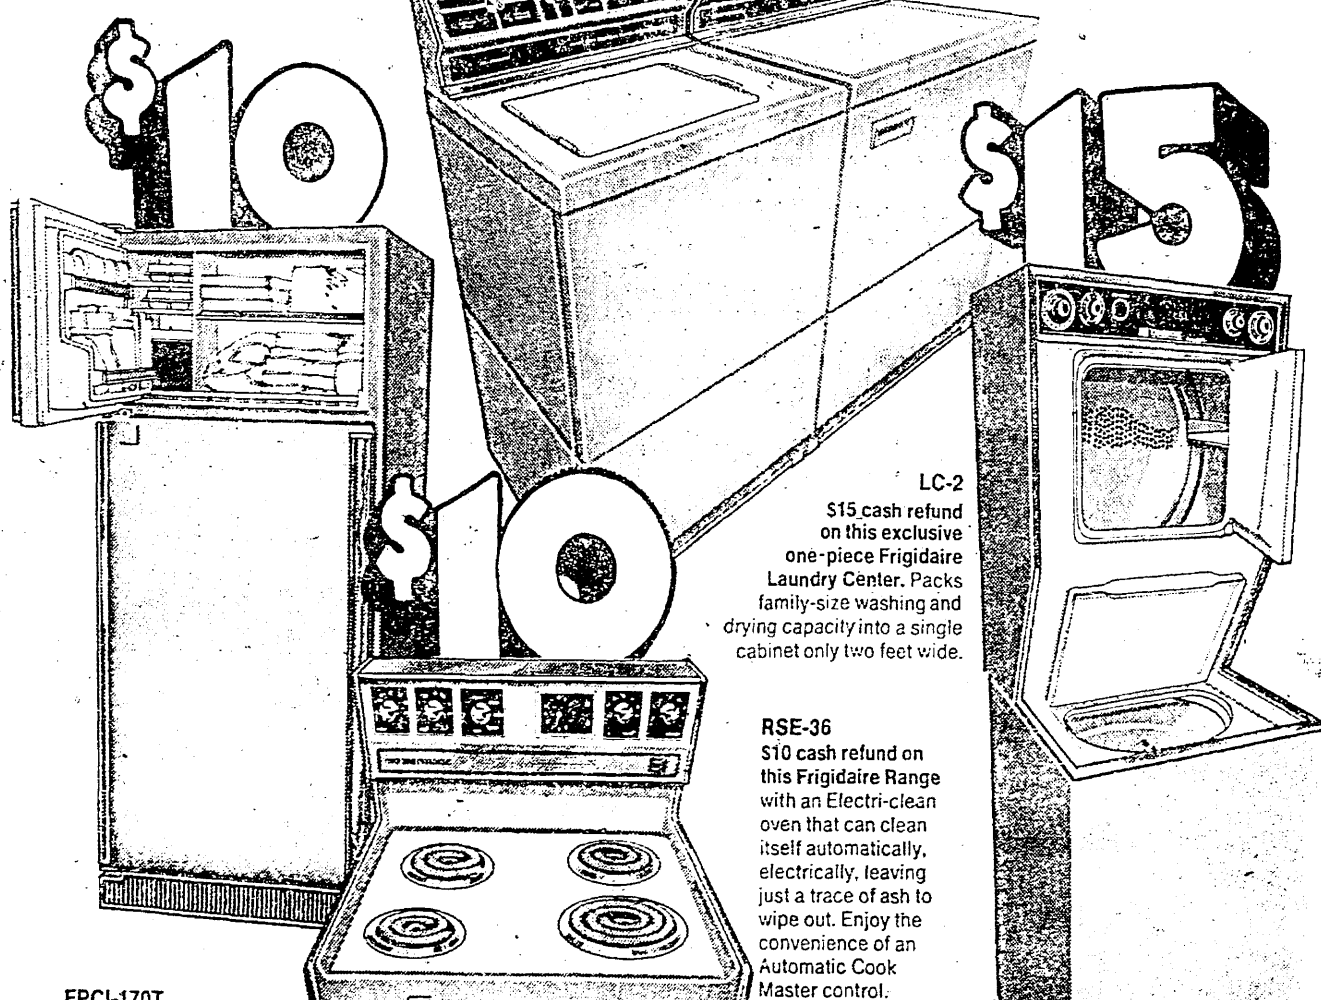 $10
$15
$10
LC-2
$15 cash refund
on this exclusive
one-piece Frigidaire
Laundry Center. Packs
family-size washing and
drying capacity into a single
cabinet only two feet wide.
RSE-36
$10 cash refund on
this Frigidaire Range
with an Electri-clean
oven that can clean
itself automatically,
electrically, leaving
just a trace of ash to
wipe out. Enjoy the
convenience of an
Automatic Cook
Master control.
FPCI-170T